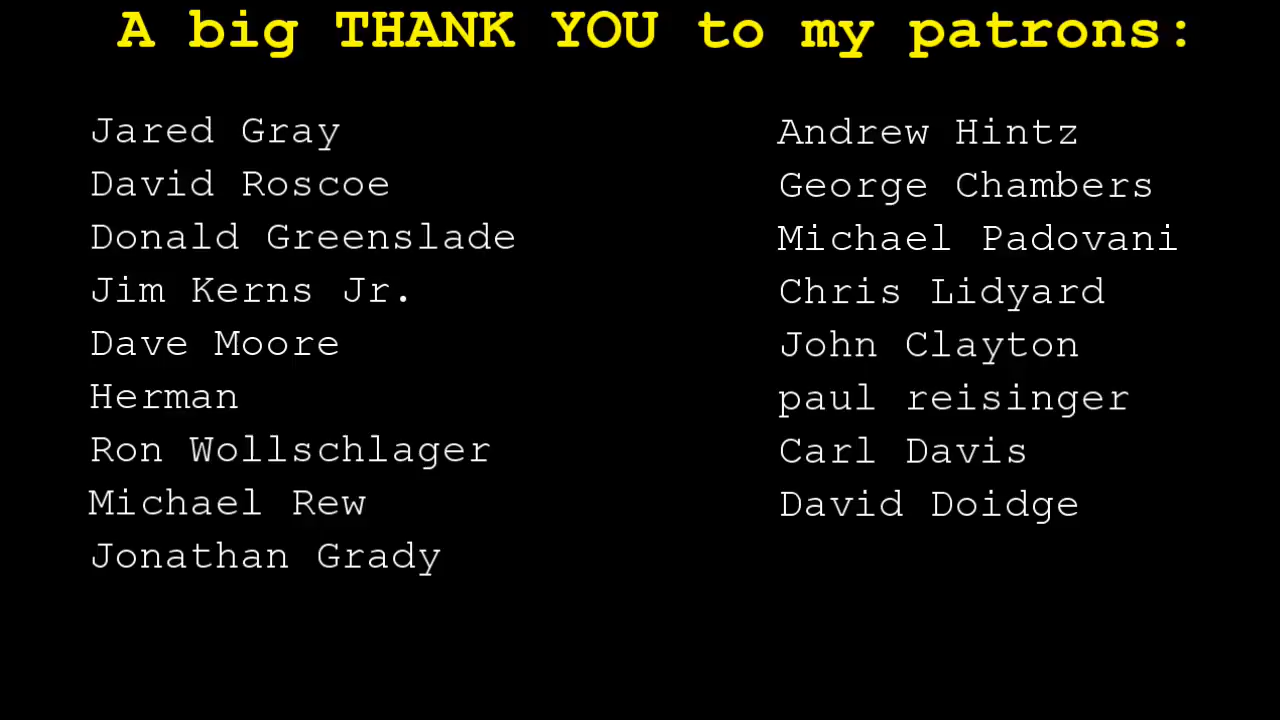 A big THANK YOU to my patrons:
Jared Gray
David Roscoe
Donald Greenslade
Jim Kerns Jr.
Dave Moore
Herman
Ron Wollschlager
Michael Rew
Jonathan Grady
Andrew Hintz
George Chambers
Michael Padovani
Chris Lidyard
John Clayton
paul reisinger
Carl Davis
David Doidge